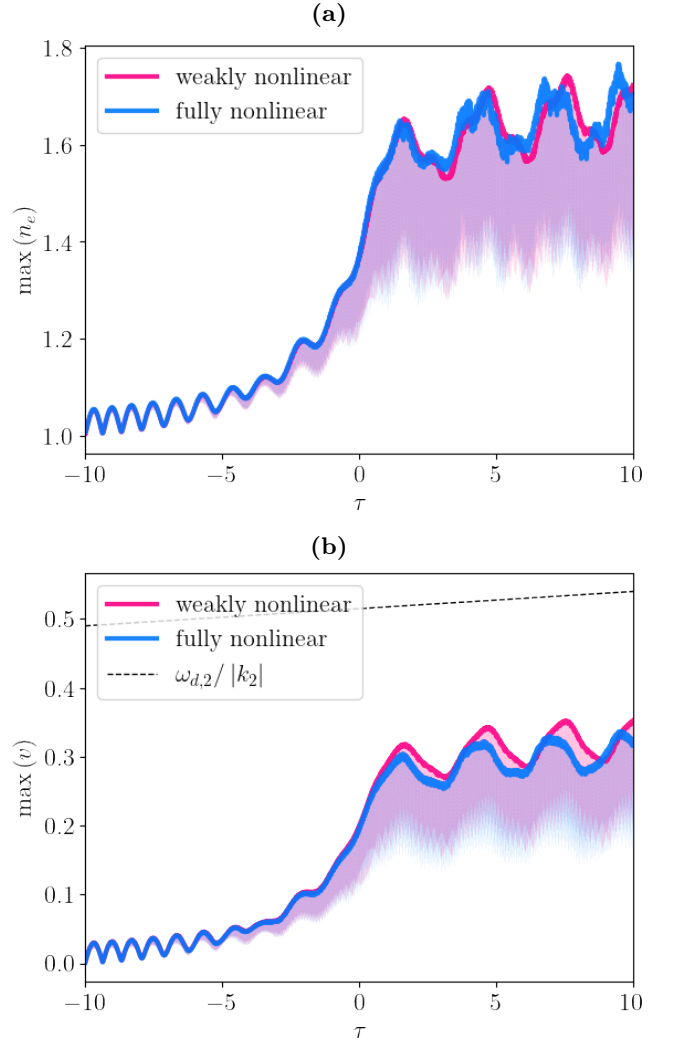 (a)
1.8
1.6
1.4
1.2
1.0
max (n_e)
weakly nonlinear
fully nonlinear
−10
−5
0
5
10
τ
(b)
0.5
0.4
0.3
0.2
0.1
0.0
max (v)
weakly nonlinear
fully nonlinear
ω_{d,2}/ |k_2|
−10
−5
0
5
10
τ